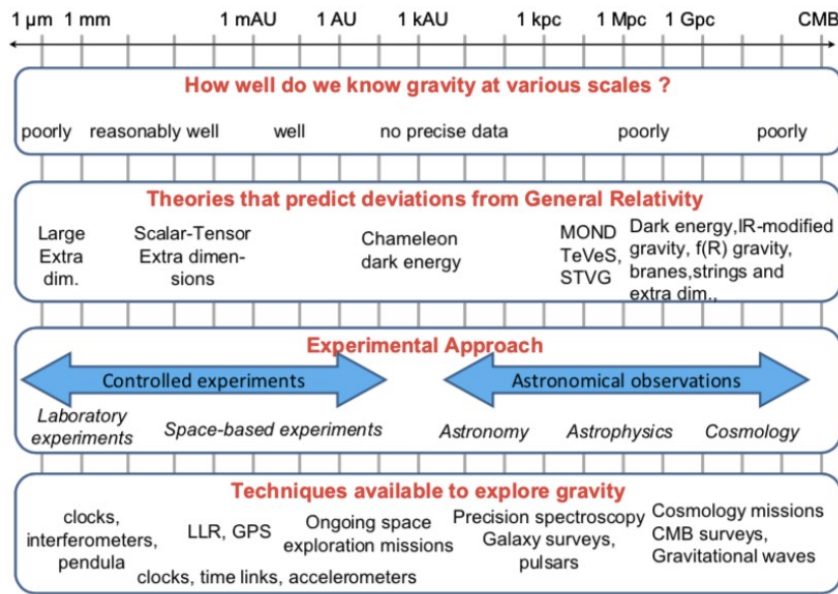 1 µm 1 mm 1 mAU 1 AU 1 kAU 1 kpc 1 Mpc 1 Gpc CMB
How well do we know gravity at various scales ?
poorly reasonably well well no precise data poorly poorly
Theories that predict deviations from General Relativity
Large
Extra
dim.
Scalar-Tensor
Extra dimen-
sions
Chameleon
dark energy
MOND
TeVeS,
STVG
Dark energy,IR-modified
gravity, f(R) gravity,
branes,strings and
extra dim.,
Experimental Approach
Controlled experiments
Astronomical observations
Laboratory
experiments
Space-based experiments
Astronomy
Astrophysics
Cosmology
Techniques available to explore gravity
clocks,
interferometers,
pendula
LLR, GPS
Ongoing space
exploration missions
clocks, time links, accelerometers
Precision spectroscopy
Galaxy surveys,
pulsars
Cosmology missions
CMB surveys,
Gravitational waves